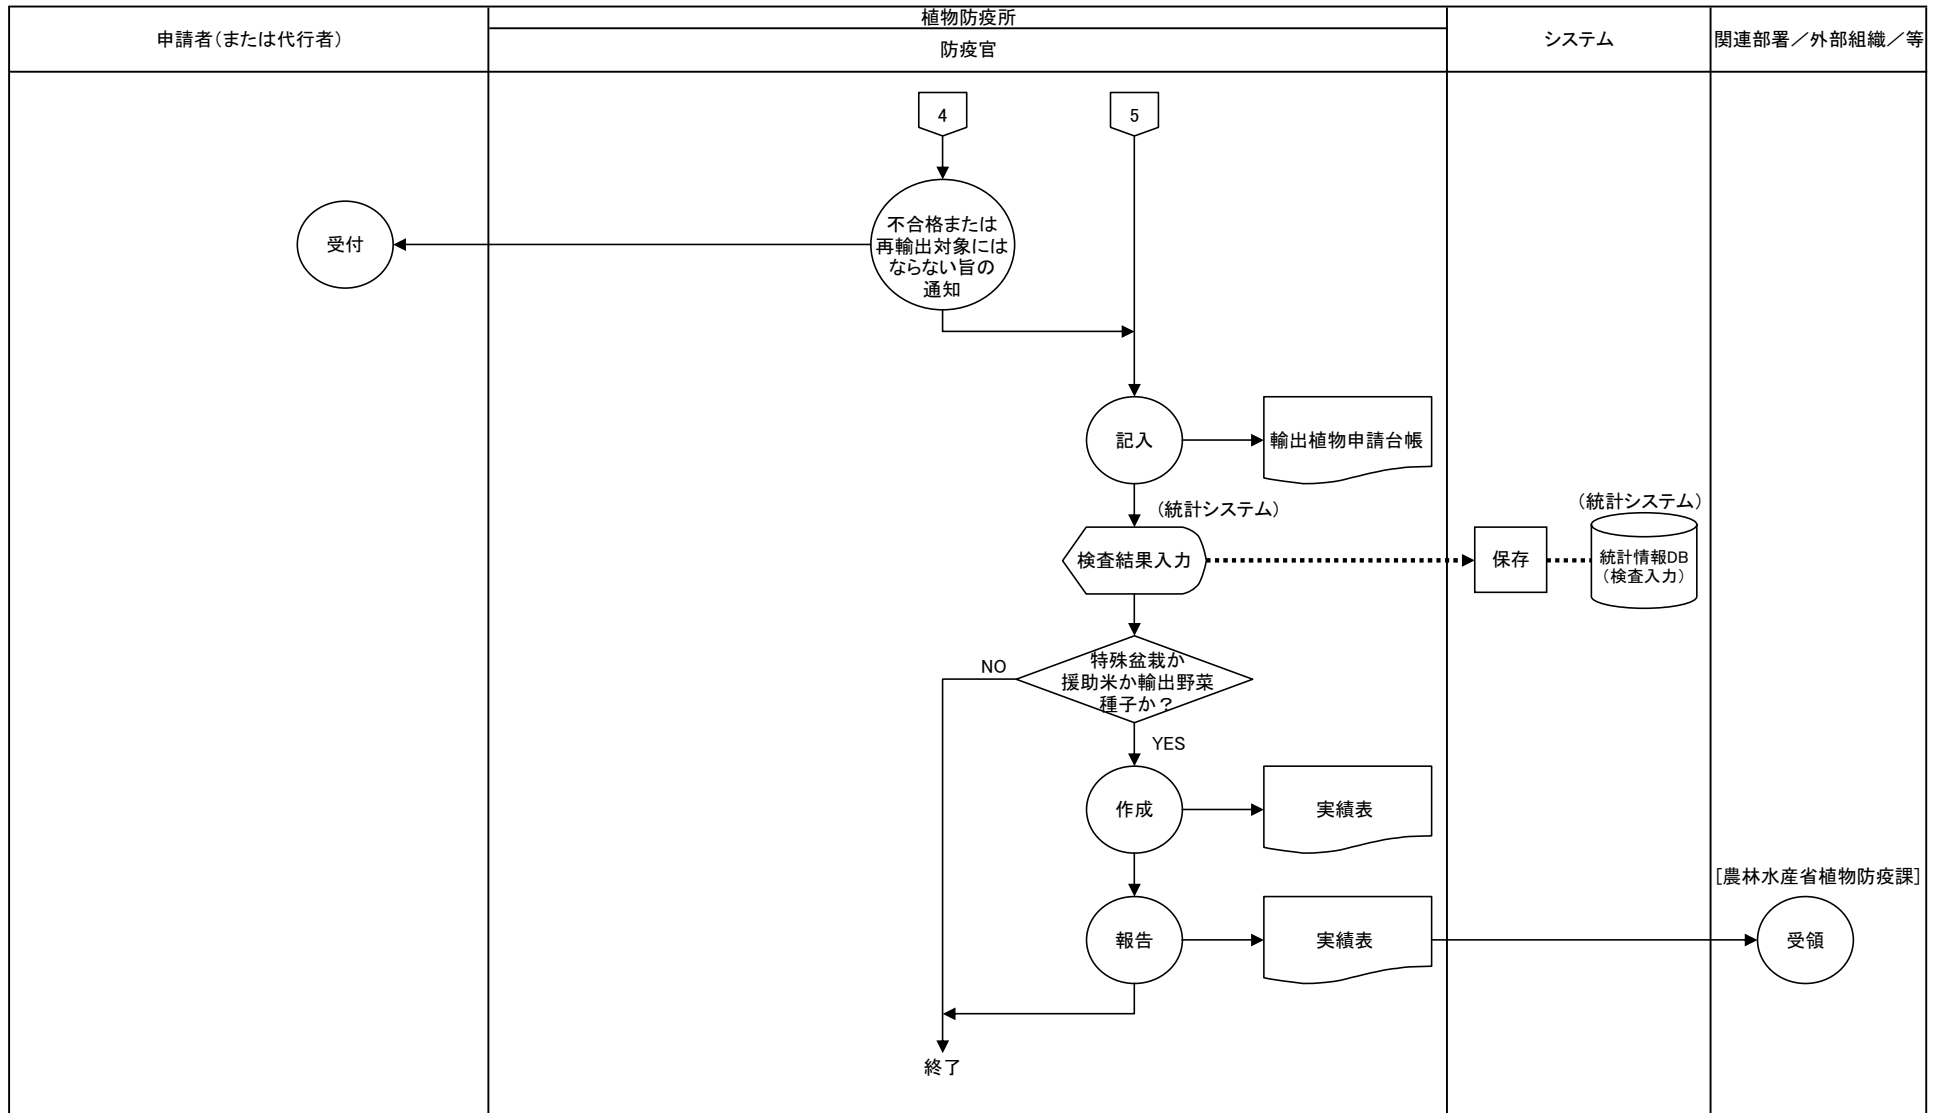 申請者(または代行者)
植物防疫所
防疫官
システム
関連部署／外部組織／等
4
5
不合格または
再輸出対象には
ならない旨の
通知
受付
記入
輸出植物申請台帳
(統計システム)
検査結果入力
保存
(統計システム)
統計情報DB
(検査入力)
特殊盆栽か
援助米か輸出野菜
種子か？
NO
YES
作成
実績表
報告
実績表
[農林水産省植物防疫課]
受領
終了